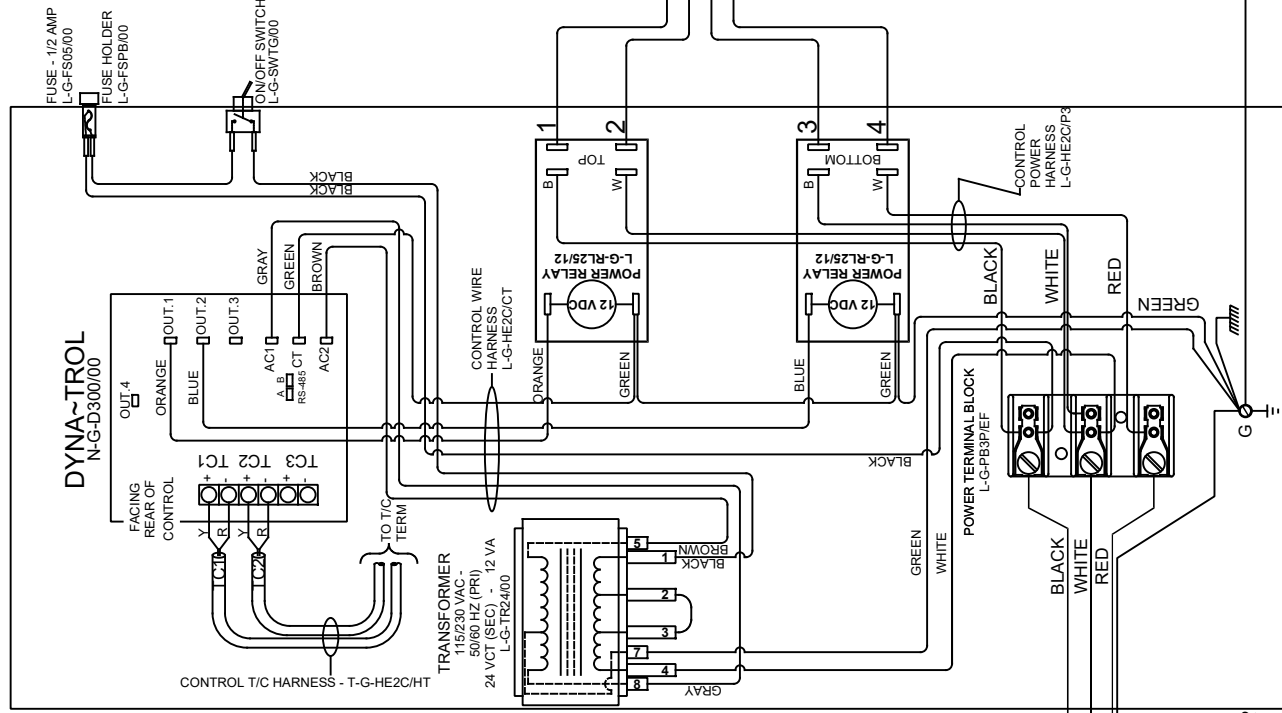 FUSE - 1/2 AMP
L-G-FS05/00
FUSE HOLDER
L-G-FSPB/00
ON/OFF SWITCH
L-G-SWTG/00
BLACK
BLACK
DYNA~TROL
N-G-D300/00
OUT.4
OUT.1
OUT.2
OUT.3
ORANGE
BLUE
AC1
CT
AC2
A B
RS-485
GRAY
GREEN
BROWN
TC1
TC2
TC3
+
-
+
-
+
-
FACING
REAR OF
CONTROL
Y
R
Y
R
TC1
TC2
TO T/C
TERM
CONTROL T/C HARNESS - T-G-HE2C/HT
CONTROL WIRE
HARNESS
L-G-HE2C/CT
1
2
TOP
B
W
POWER RELAY
L-G-RL25/12
12 VDC
ORANGE
GREEN
3
4
BOTTOM
B
W
POWER RELAY
L-G-RL25/12
12 VDC
BLUE
GREEN
CONTROL
POWER
HARNESS
L-G-HE2C/P3
BLACK
WHITE
RED
GREEN
BLACK
TRANSFORMER
115/230 VAC -
50/60 HZ (PRI)
24 VCT (SEC) - 12 VA
L-G-TR24/00
5
1
2
3
7
4
8
BROWN
BLACK
GRAY
GREEN
WHITE
POWER TERMINAL BLOCK
L-G-PB3P/EF
BLACK
WHITE
RED
G